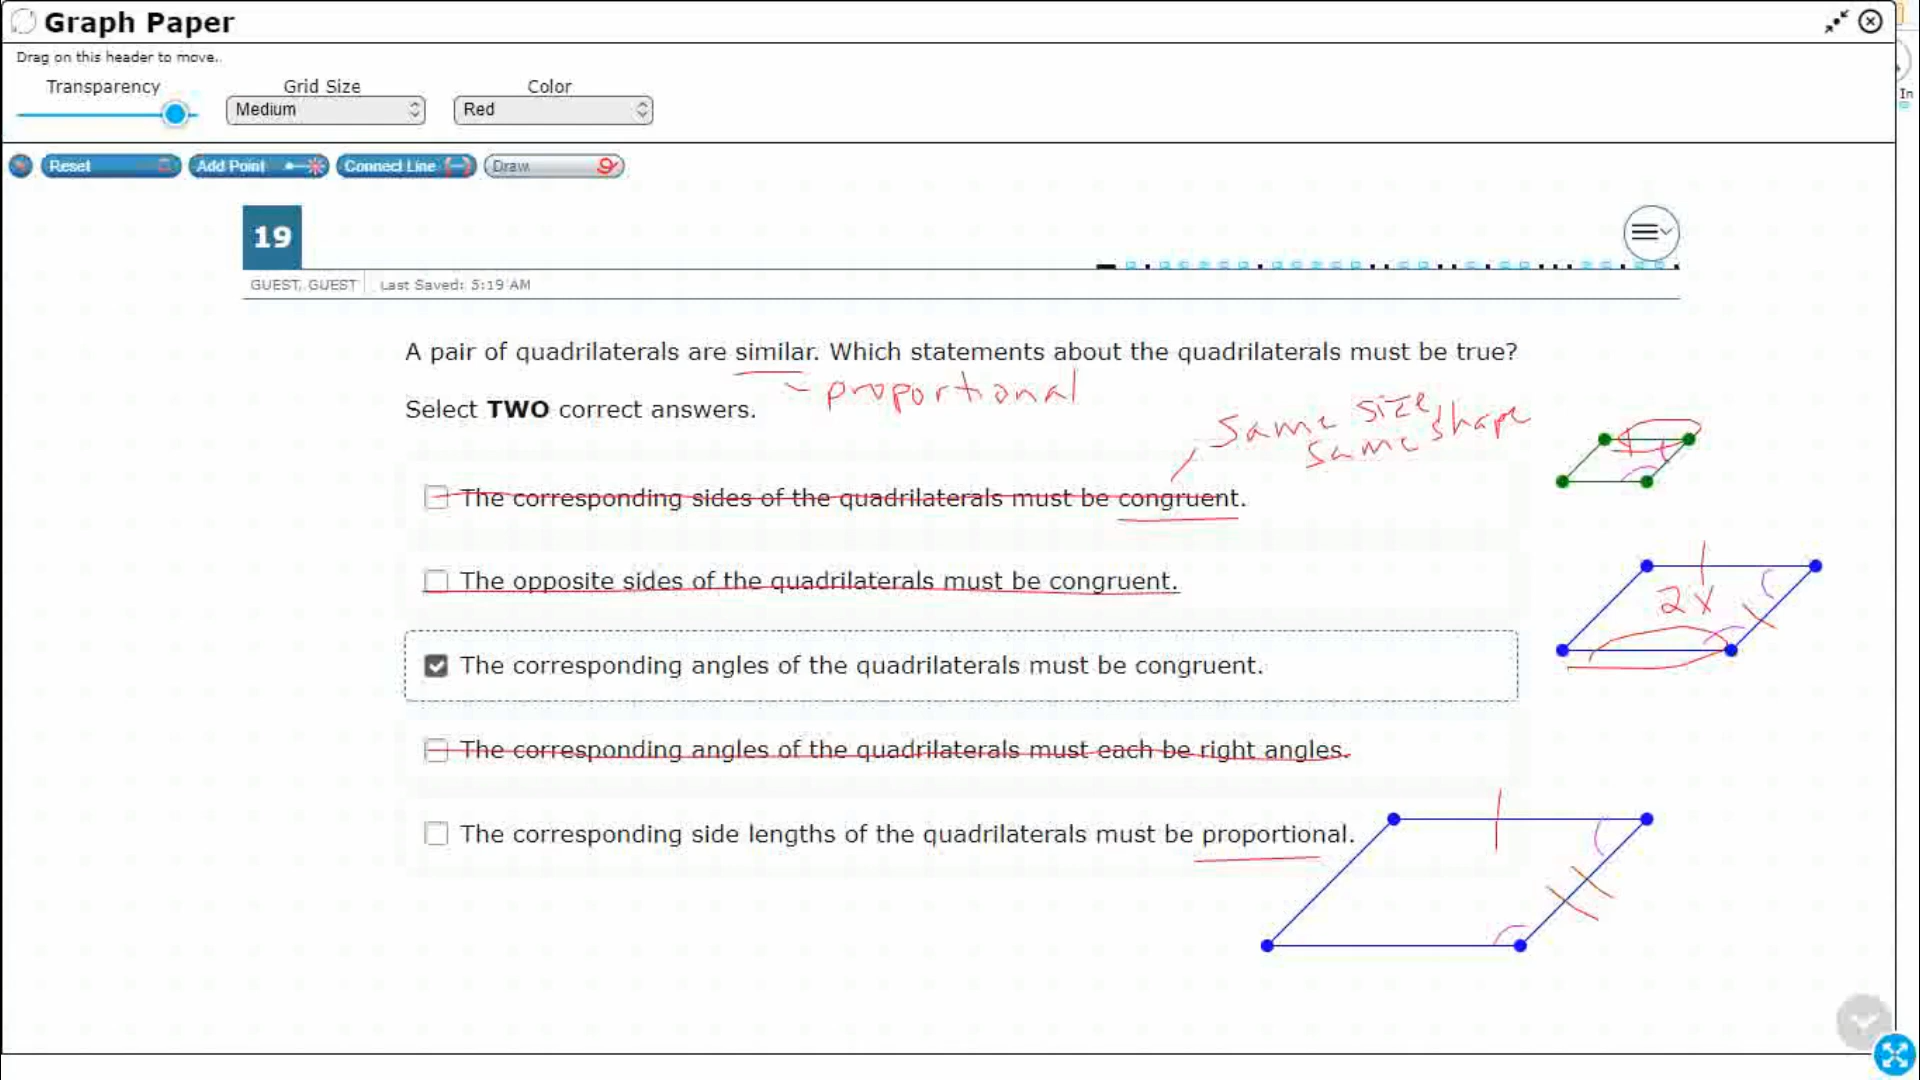 Graph Paper
Drag on this header to move..
Transparency
Grid Size
Color
Medium
Red
Reset
Add Point
Connect Line
Draw
In
19
GUEST, GUEST
Last Saved: 5:19 AM
A pair of quadrilaterals are similar. Which statements about the quadrilaterals must be true?
- proportional
Select TWO correct answers.
same size
same shape
The corresponding sides of the quadrilaterals must be congruent.
The opposite sides of the quadrilaterals must be congruent.
2x
The corresponding angles of the quadrilaterals must be congruent.
The corresponding angles of the quadrilaterals must each be right angles.
The corresponding side lengths of the quadrilaterals must be proportional.